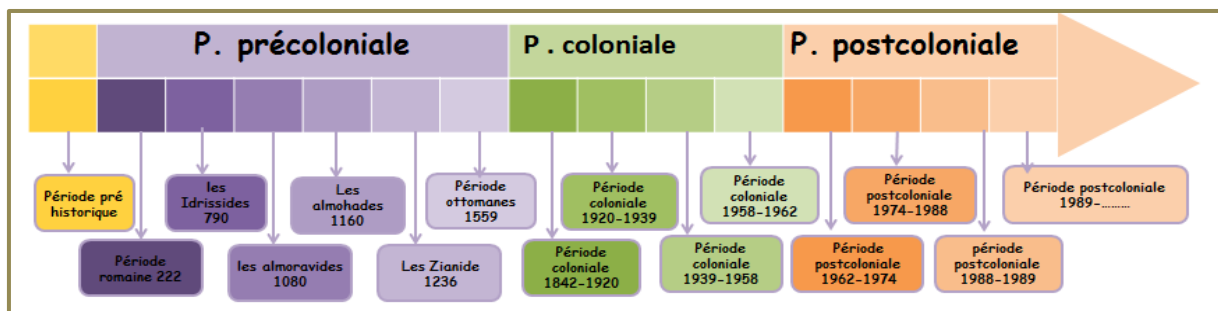 P. précoloniale
P . coloniale
P. postcoloniale
Période pré
historique
les
Idrissides
790
Les
almohades
1160
Période
ottomanes
1559
Période
coloniale
1920-1939
Période
coloniale
1958-1962
Période
postcoloniale
1974-1988
Période postcoloniale
1989-………
Période
romaine 222
les almoravides
1080
Les Zianide
1236
Période
coloniale
1842-1920
Période
coloniale
1939-1958
Période
postcoloniale
1962-1974
période
postcoloniale
1988-1989